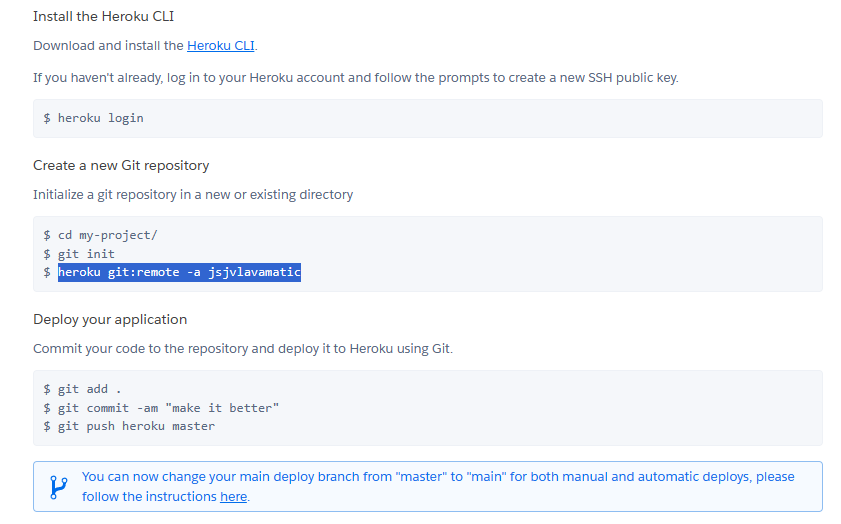 Install the Heroku CLI
Download and install the Heroku CLI.
If you haven't already, log in to your Heroku account and follow the prompts to create a new SSH public key.
$ heroku login
Create a new Git repository
Initialize a git repository in a new or existing directory
$ cd my-project/
$ git init
$ heroku git:remote -a jsjvlavamatic
Deploy your application
Commit your code to the repository and deploy it to Heroku using Git.
$ git add .
$ git commit -am "make it better"
$ git push heroku master
You can now change your main deploy branch from "master" to "main" for both manual and automatic deploys, please
follow the instructions here.